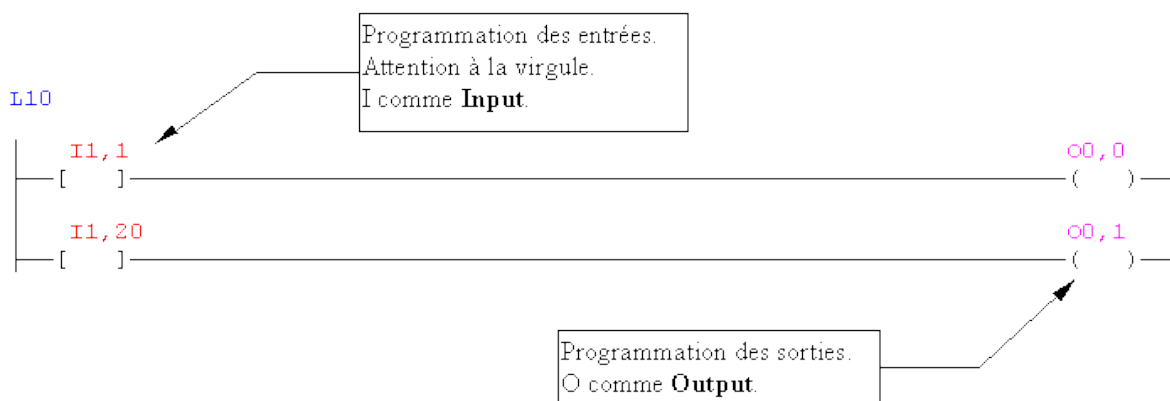 Programmation des entrées.
Attention à la virgule.
I comme Input.
L10
I1,1
O0,0
I1,20
O0,1
Programmation des sorties.
O comme Output.